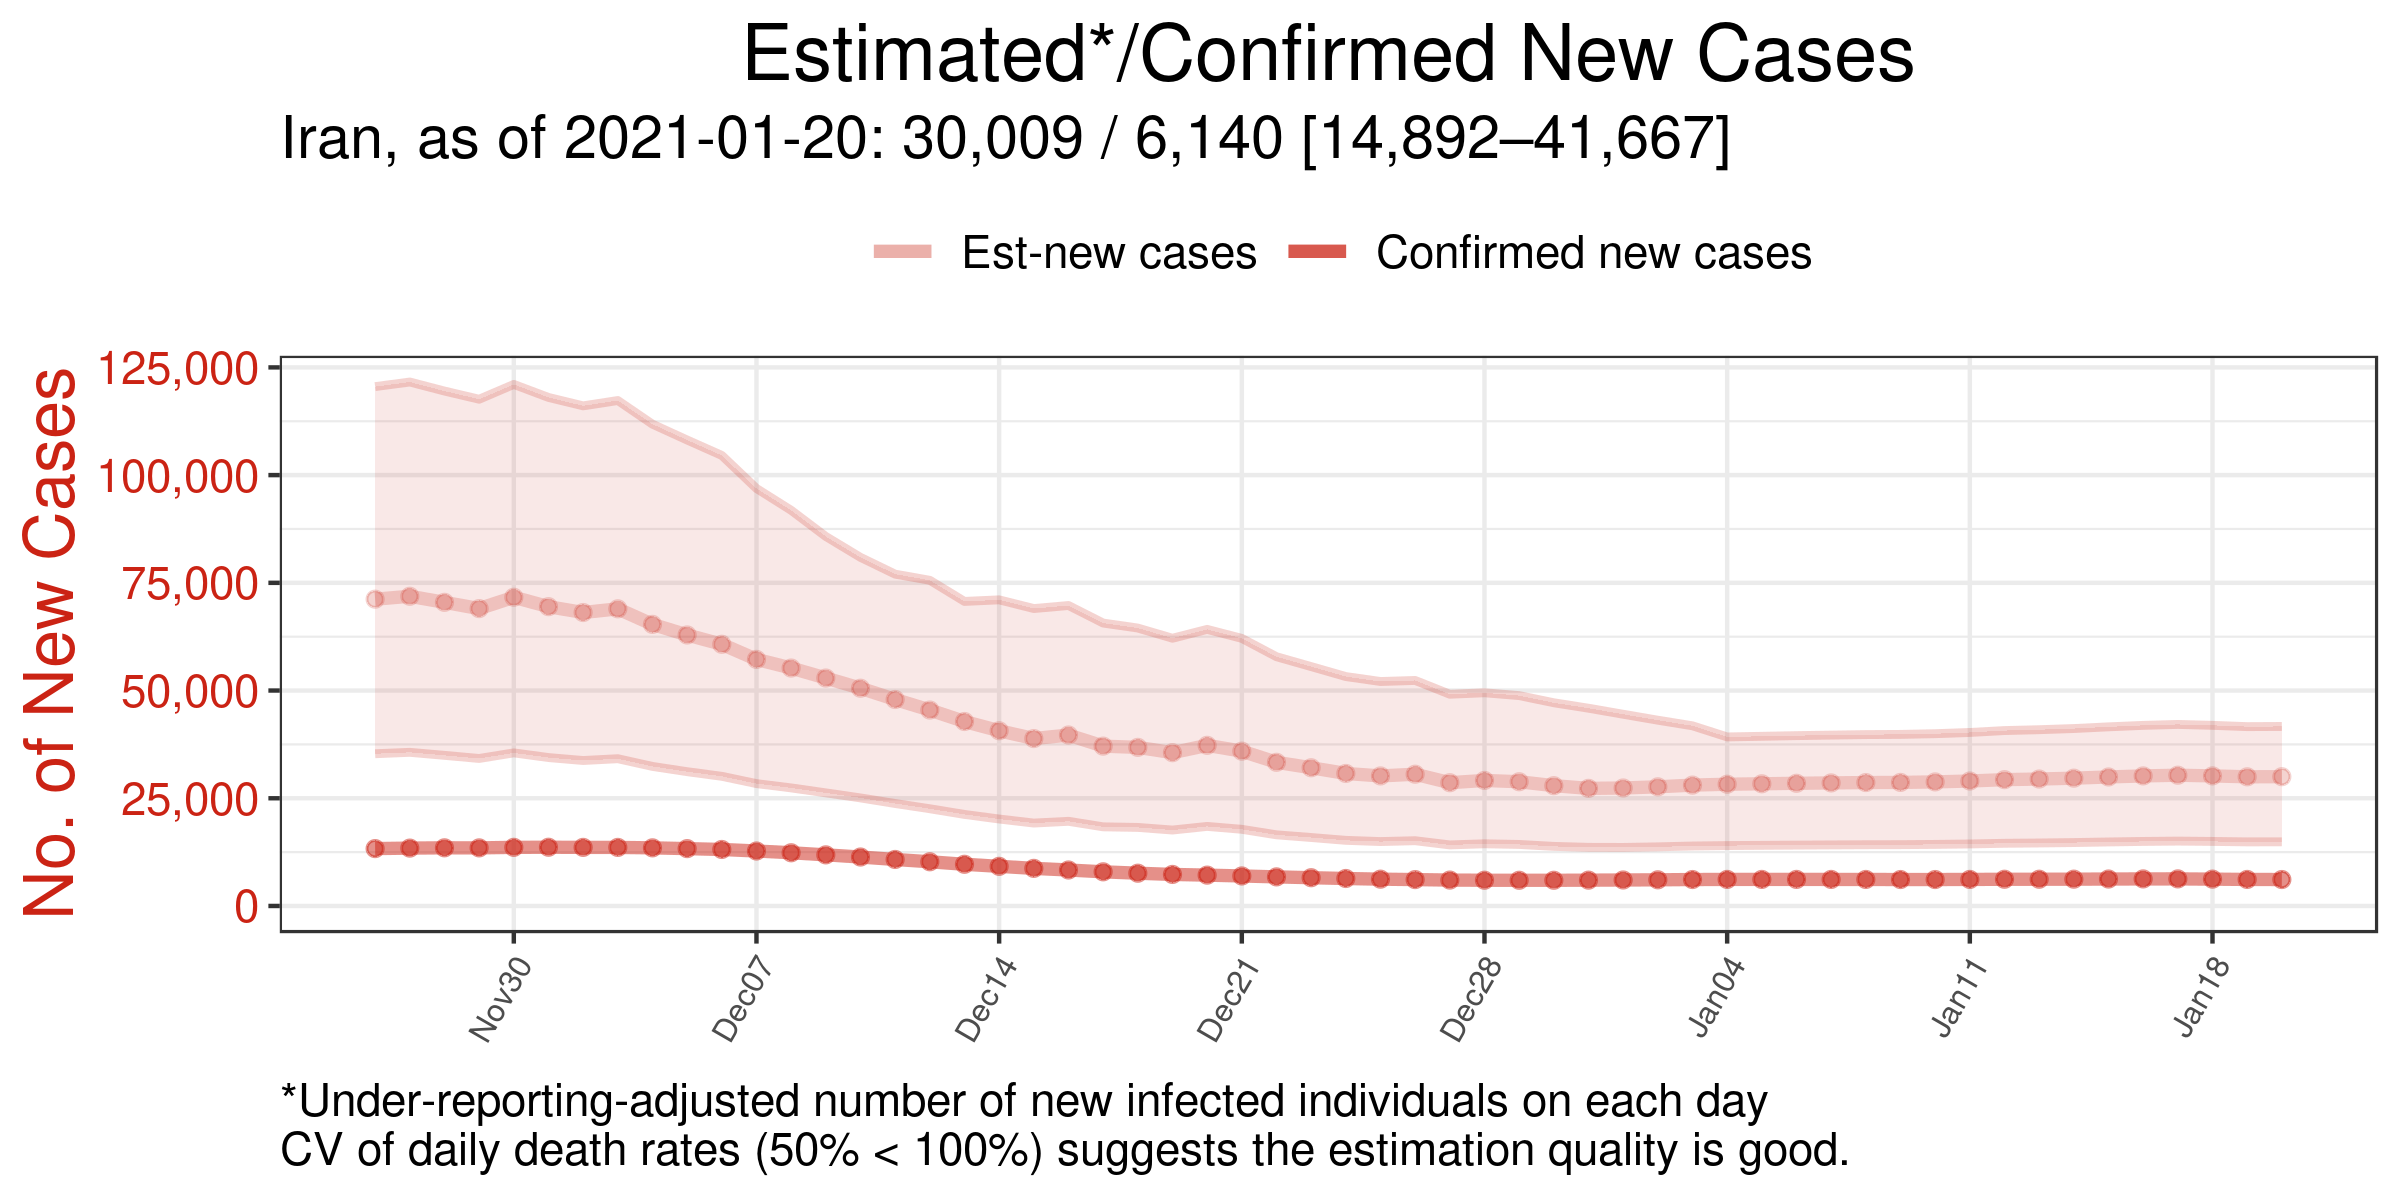 Estimated*/Confirmed New Cases
Iran, as of 2021-01-20: 30,009 / 6,140 [14,892–41,667]
Est-new cases
Confirmed new cases
No. of New Cases
125,000
100,000
75,000
50,000
25,000
0
Nov30
Dec07
Dec14
Dec21
Dec28
Jan04
Jan11
Jan18
*Under-reporting-adjusted number of new infected individuals on each day
CV of daily death rates (50% < 100%) suggests the estimation quality is good.